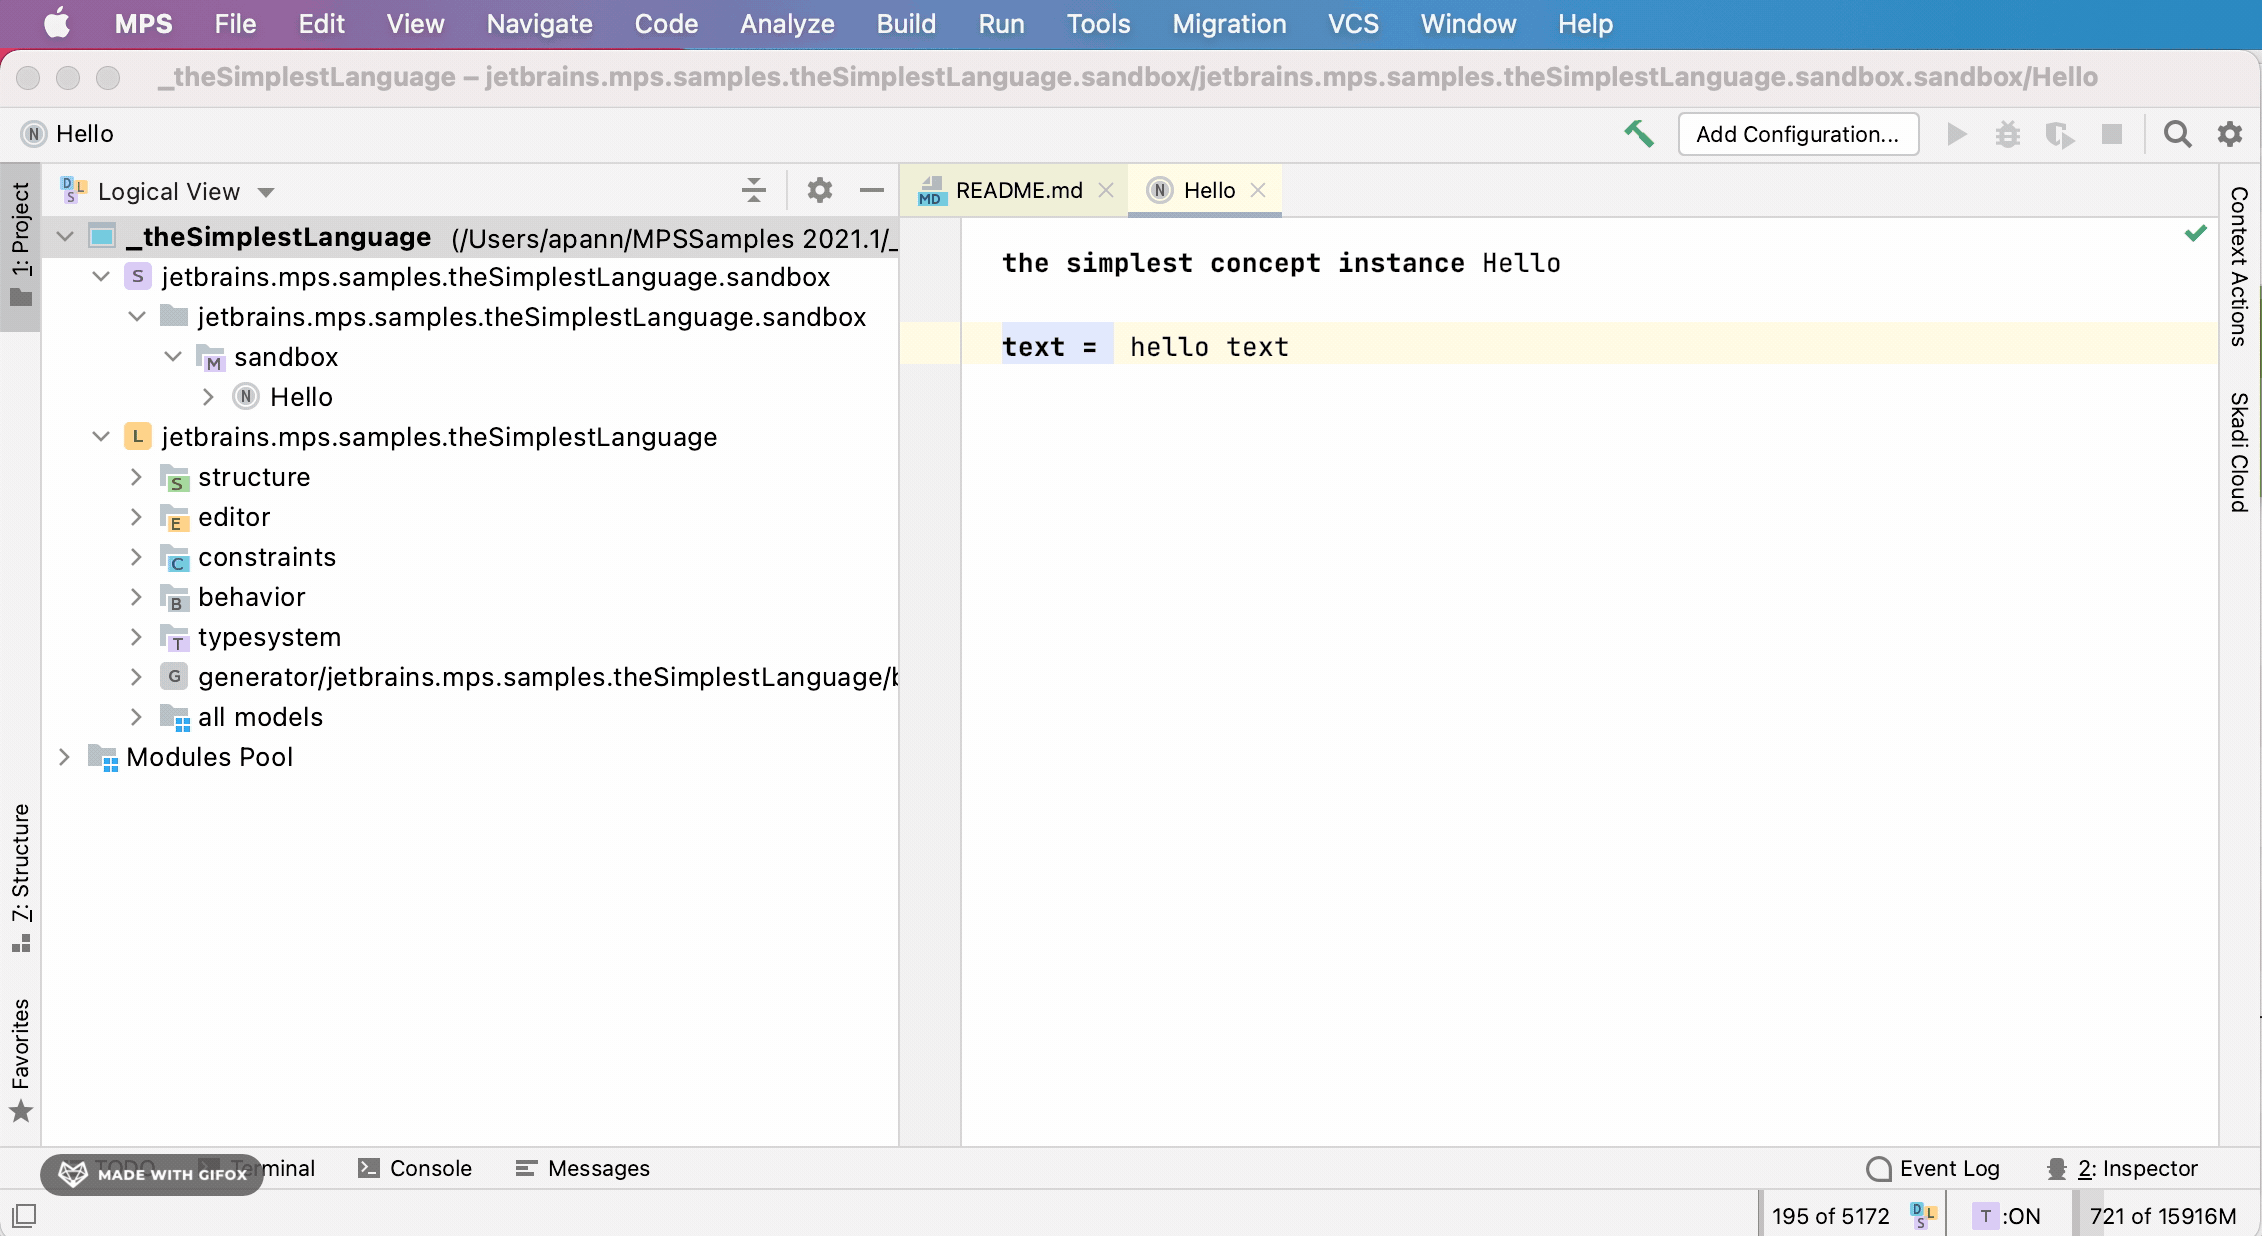 MPS File Edit View Navigate Code Analyze Build Run Tools Migration VCS Window Help
_theSimplestLanguage – jetbrains.mps.samples.theSimplestLanguage.sandbox/jetbrains.mps.samples.theSimplestLanguage.sandbox.sandbox/Hello
N Hello Add Configuration...
1: Project
7: Structure
Favorites
DLS Logical View
_theSimplestLanguage (/Users/apann/MPSSamples 2021.1/_
S jetbrains.mps.samples.theSimplestLanguage.sandbox
jetbrains.mps.samples.theSimplestLanguage.sandbox
M sandbox
N Hello
L jetbrains.mps.samples.theSimplestLanguage
S structure
E editor
C constraints
B behavior
T typesystem
G generator/jetbrains.mps.samples.theSimplestLanguage/b
all models
Modules Pool
MD README.md N Hello
the simplest concept instance Hello
text = hello text
Context Actions
Skadi Cloud
TODO Terminal Console Messages Event Log 2: Inspector
MADE WITH GIFOX
195 of 5172 DLS T :ON 721 of 15916M